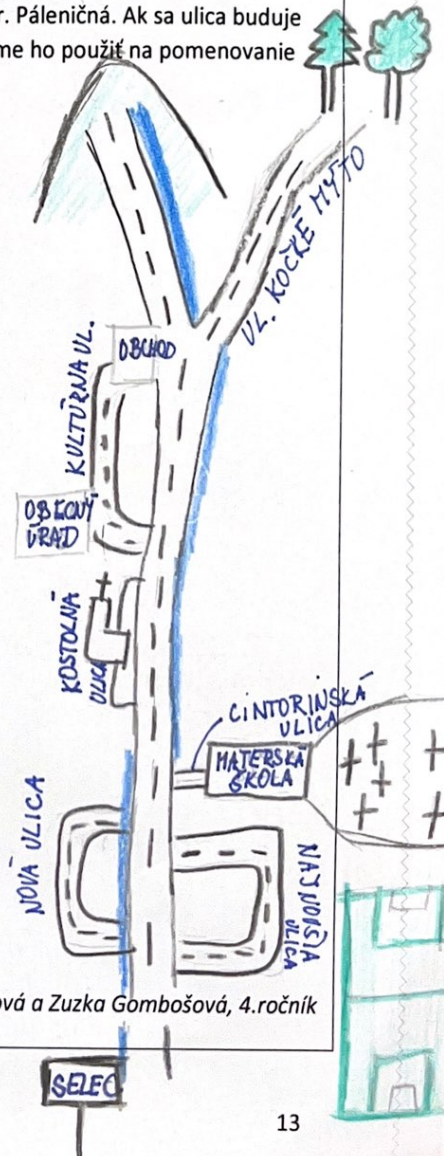 r. Páleničná. Ak sa ulica buduje
me ho použiť na pomenovanie
UL. KOČKÉ MÝTO
OBCHOD
KULTÚRNA UL.
OBECNÝ
ÚRAD
KOSTOLNÁ
ULICA
CINTORÍNSKÁ
ULICA
MATERSKÁ
ŠKOLA
NOVÁ ULICA
NAJNOVŠIA
ULICA
ová a Zuzka Gombošová, 4.ročník
SELEC
13